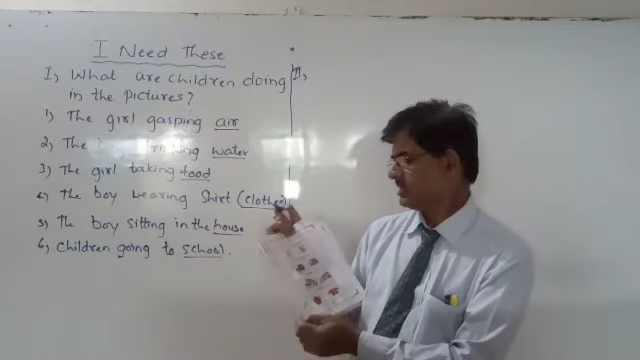 I Need These
I, What are children doing
in the pictures?
1) The girl gasping air
2) The water
3) The girl taking food
4) The boy wearing Shirt (clothes)
5) The boy sitting in the house
6) Children going to school.
II,